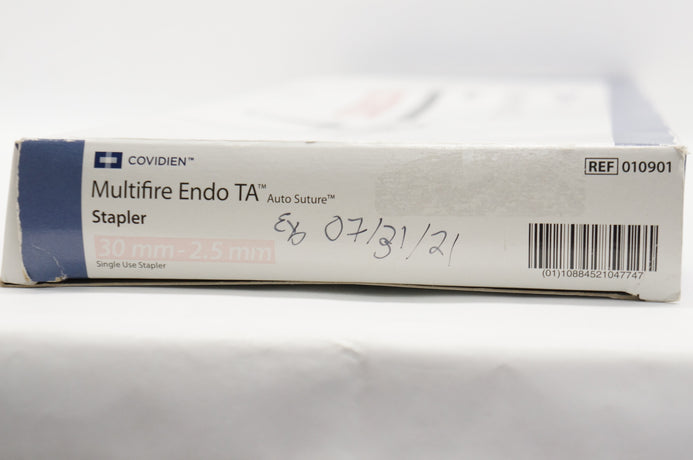 COVIDIEN™
REF 010901
Multifire Endo TA™ Auto Suture™
Stapler
30 mm - 2.5 mm
Single Use Stapler
Exp 07/31/21
(01)10884521047747